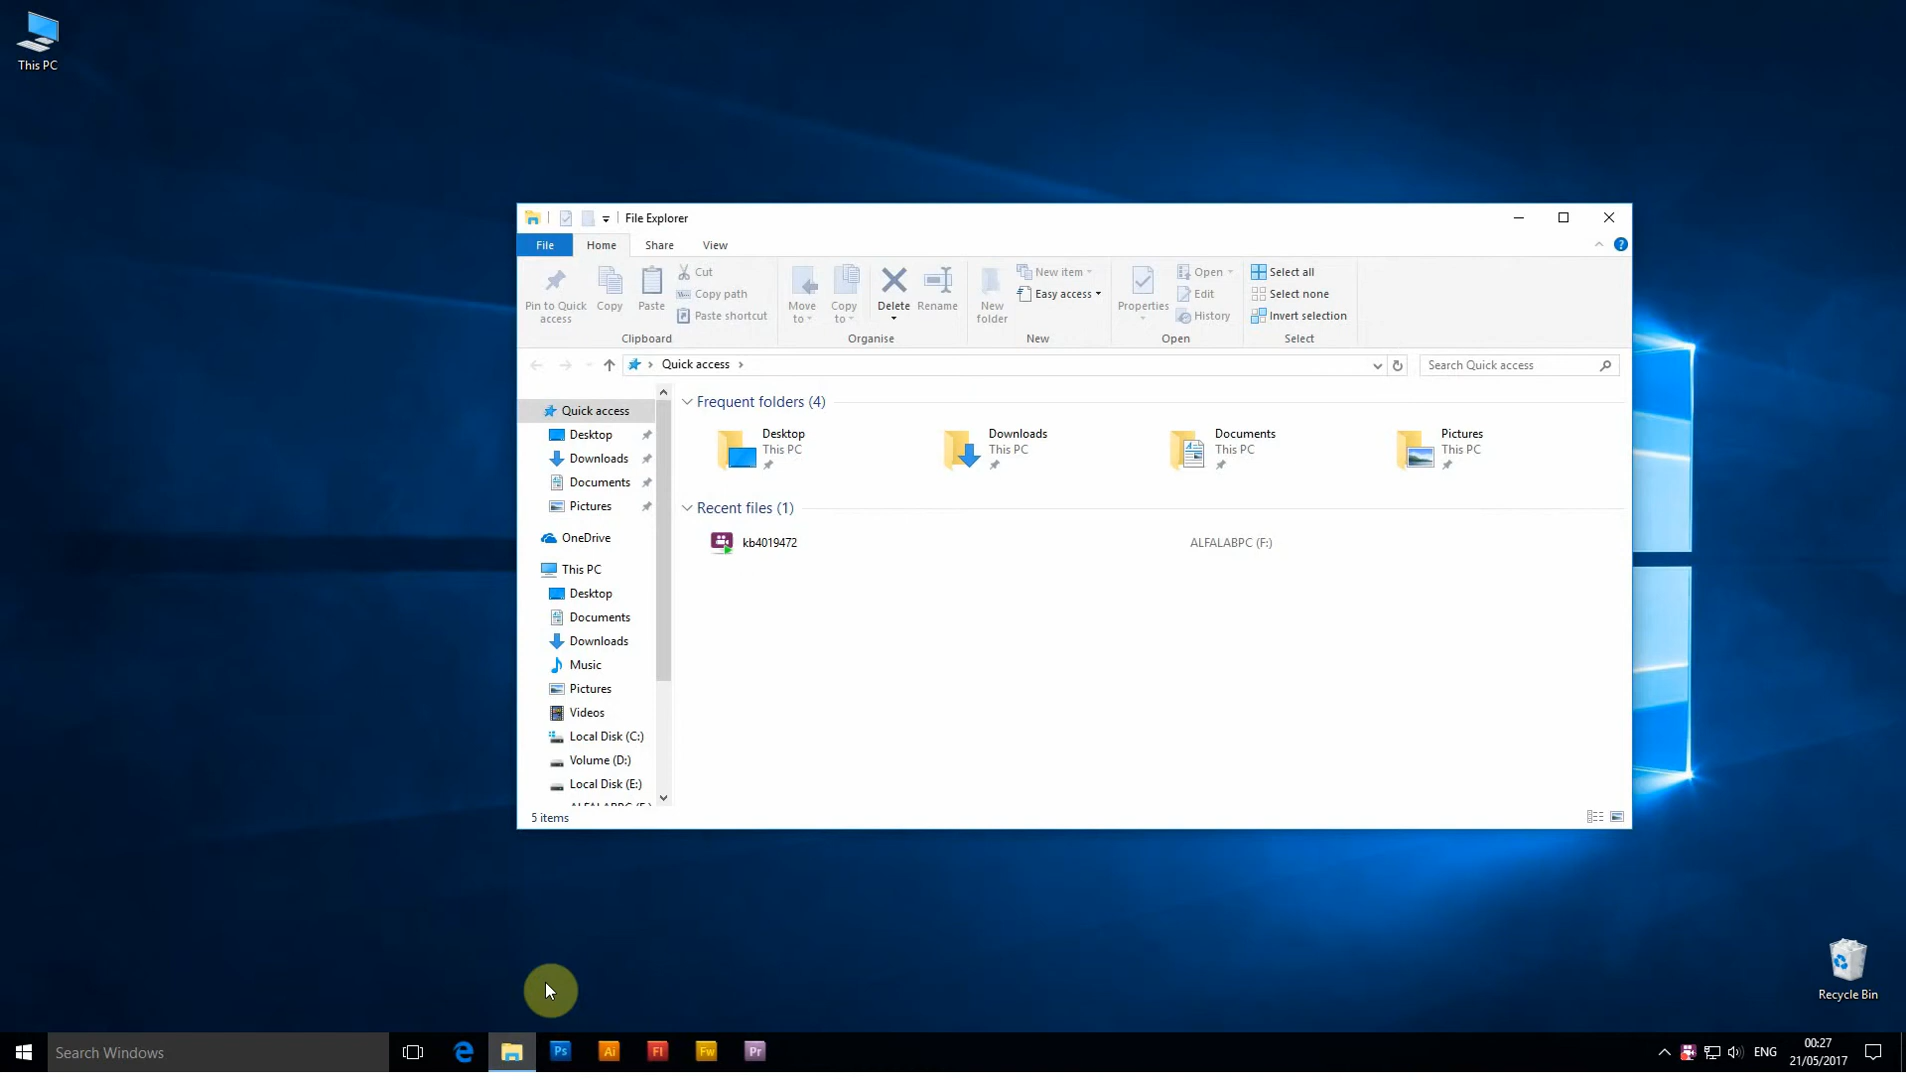 This PC
File Explorer
File Home Share View
Pin to Quick access
Copy
Paste
Cut
Copy path
Paste shortcut
Clipboard
Move to
Copy to
Delete
Rename
Organise
New folder
New item
Easy access
New
Properties
Open
Edit
History
Open
Select all
Select none
Invert selection
Select
Quick access
Search Quick access
Quick access
Desktop
Downloads
Documents
Pictures
OneDrive
This PC
Desktop
Documents
Downloads
Music
Pictures
Videos
Local Disk (C:)
Volume (D:)
Local Disk (E:)
Frequent folders (4)
Desktop
This PC
Downloads
This PC
Documents
This PC
Pictures
This PC
Recent files (1)
kb4019472 ALFALABPC (F:)
5 items
Recycle Bin
Search Windows
Ps Ai Fl Fw Pr
ENG
00:27
21/05/2017